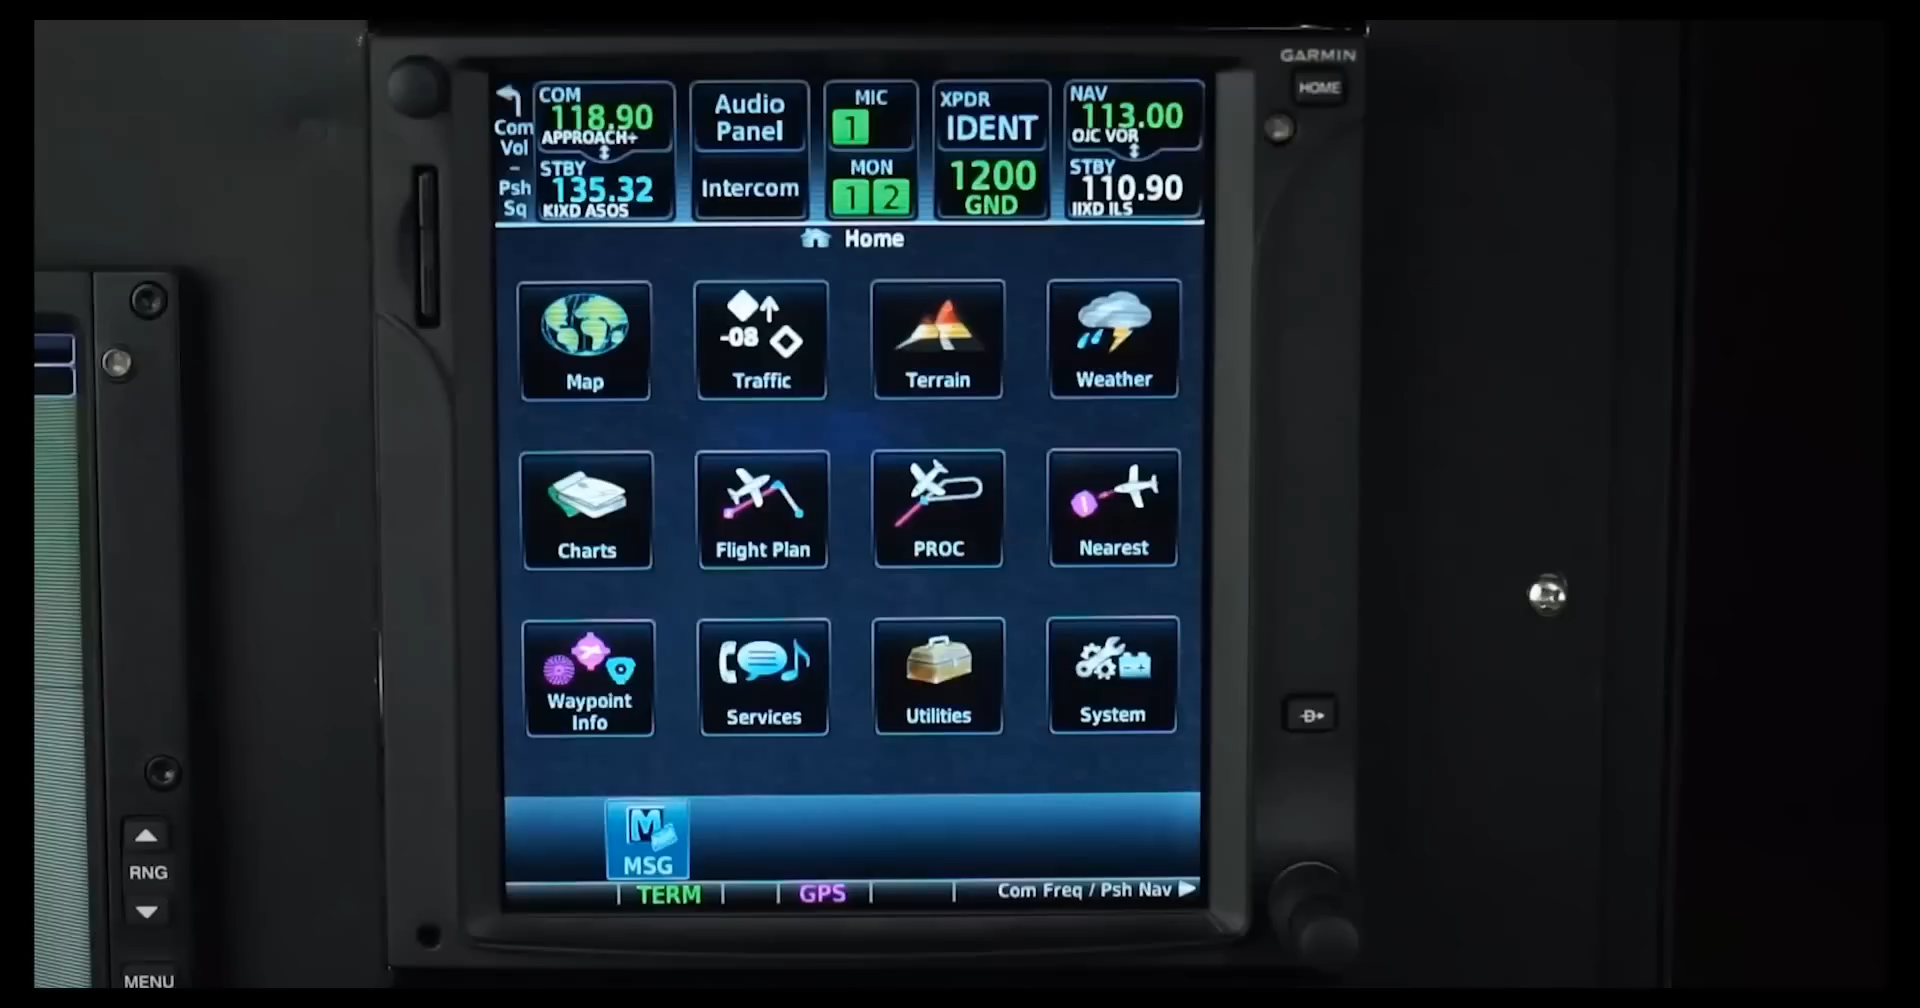 GARMIN
HOME
COM
118.90
APPROACH+
Com
Vol
-
Psh
Sq
STBY
135.32
KIXD ASOS
Audio
Panel
Intercom
MIC
1
MON
1 2
XPDR
IDENT
1200
GND
NAV
113.00
OJC VOR
STBY
110.90
IIXD ILS
Home
Map
-08
Traffic
Terrain
Weather
Charts
Flight Plan
PROC
Nearest
Waypoint
Info
Services
Utilities
System
D
M
MSG
TERM
GPS
Com Freq / Psh Nav
RNG
MENU